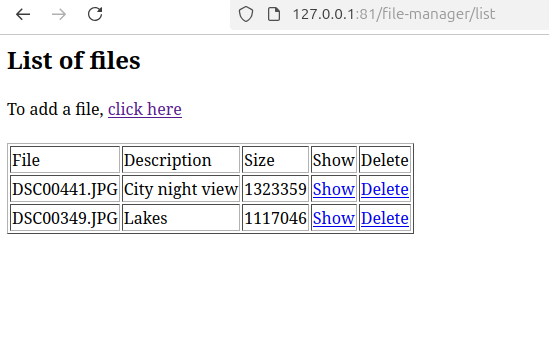 127.0.0.1:81/file-manager/list
List of files
To add a file, click here
File Description Size Show Delete
DSC00441.JPG City night view 1323359 Show Delete
DSC00349.JPG Lakes 1117046 Show Delete